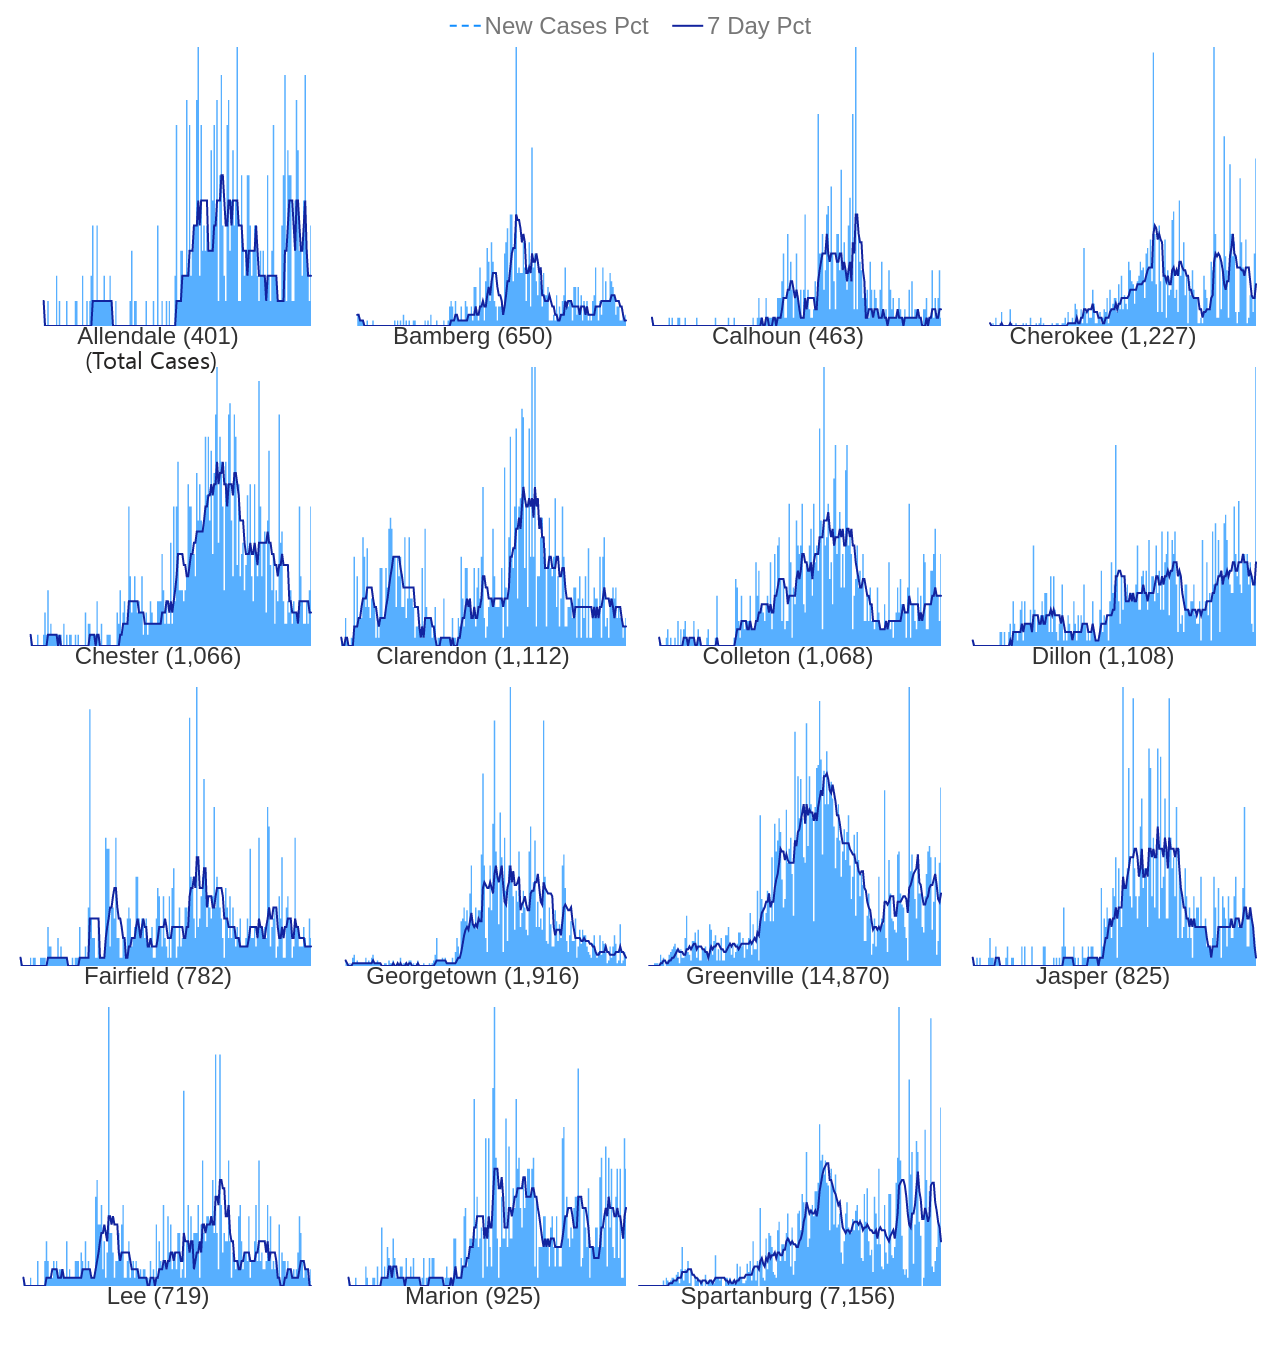 New Cases Pct 7 Day Pct
Allendale (401) Bamberg (650) Calhoun (463) Cherokee (1,227)
(Total Cases)
Chester (1,066) Clarendon (1,112) Colleton (1,068) Dillon (1,108)
Fairfield (782) Georgetown (1,916) Greenville (14,870) Jasper (825)
Lee (719) Marion (925) Spartanburg (7,156)